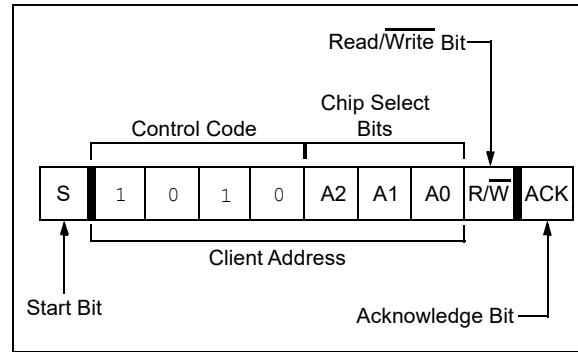 Read/Write Bit
Chip Select
Bits
Control Code
S 1 0 1 0 A2 A1 A0 R/W ACK
Client Address
Start Bit
Acknowledge Bit